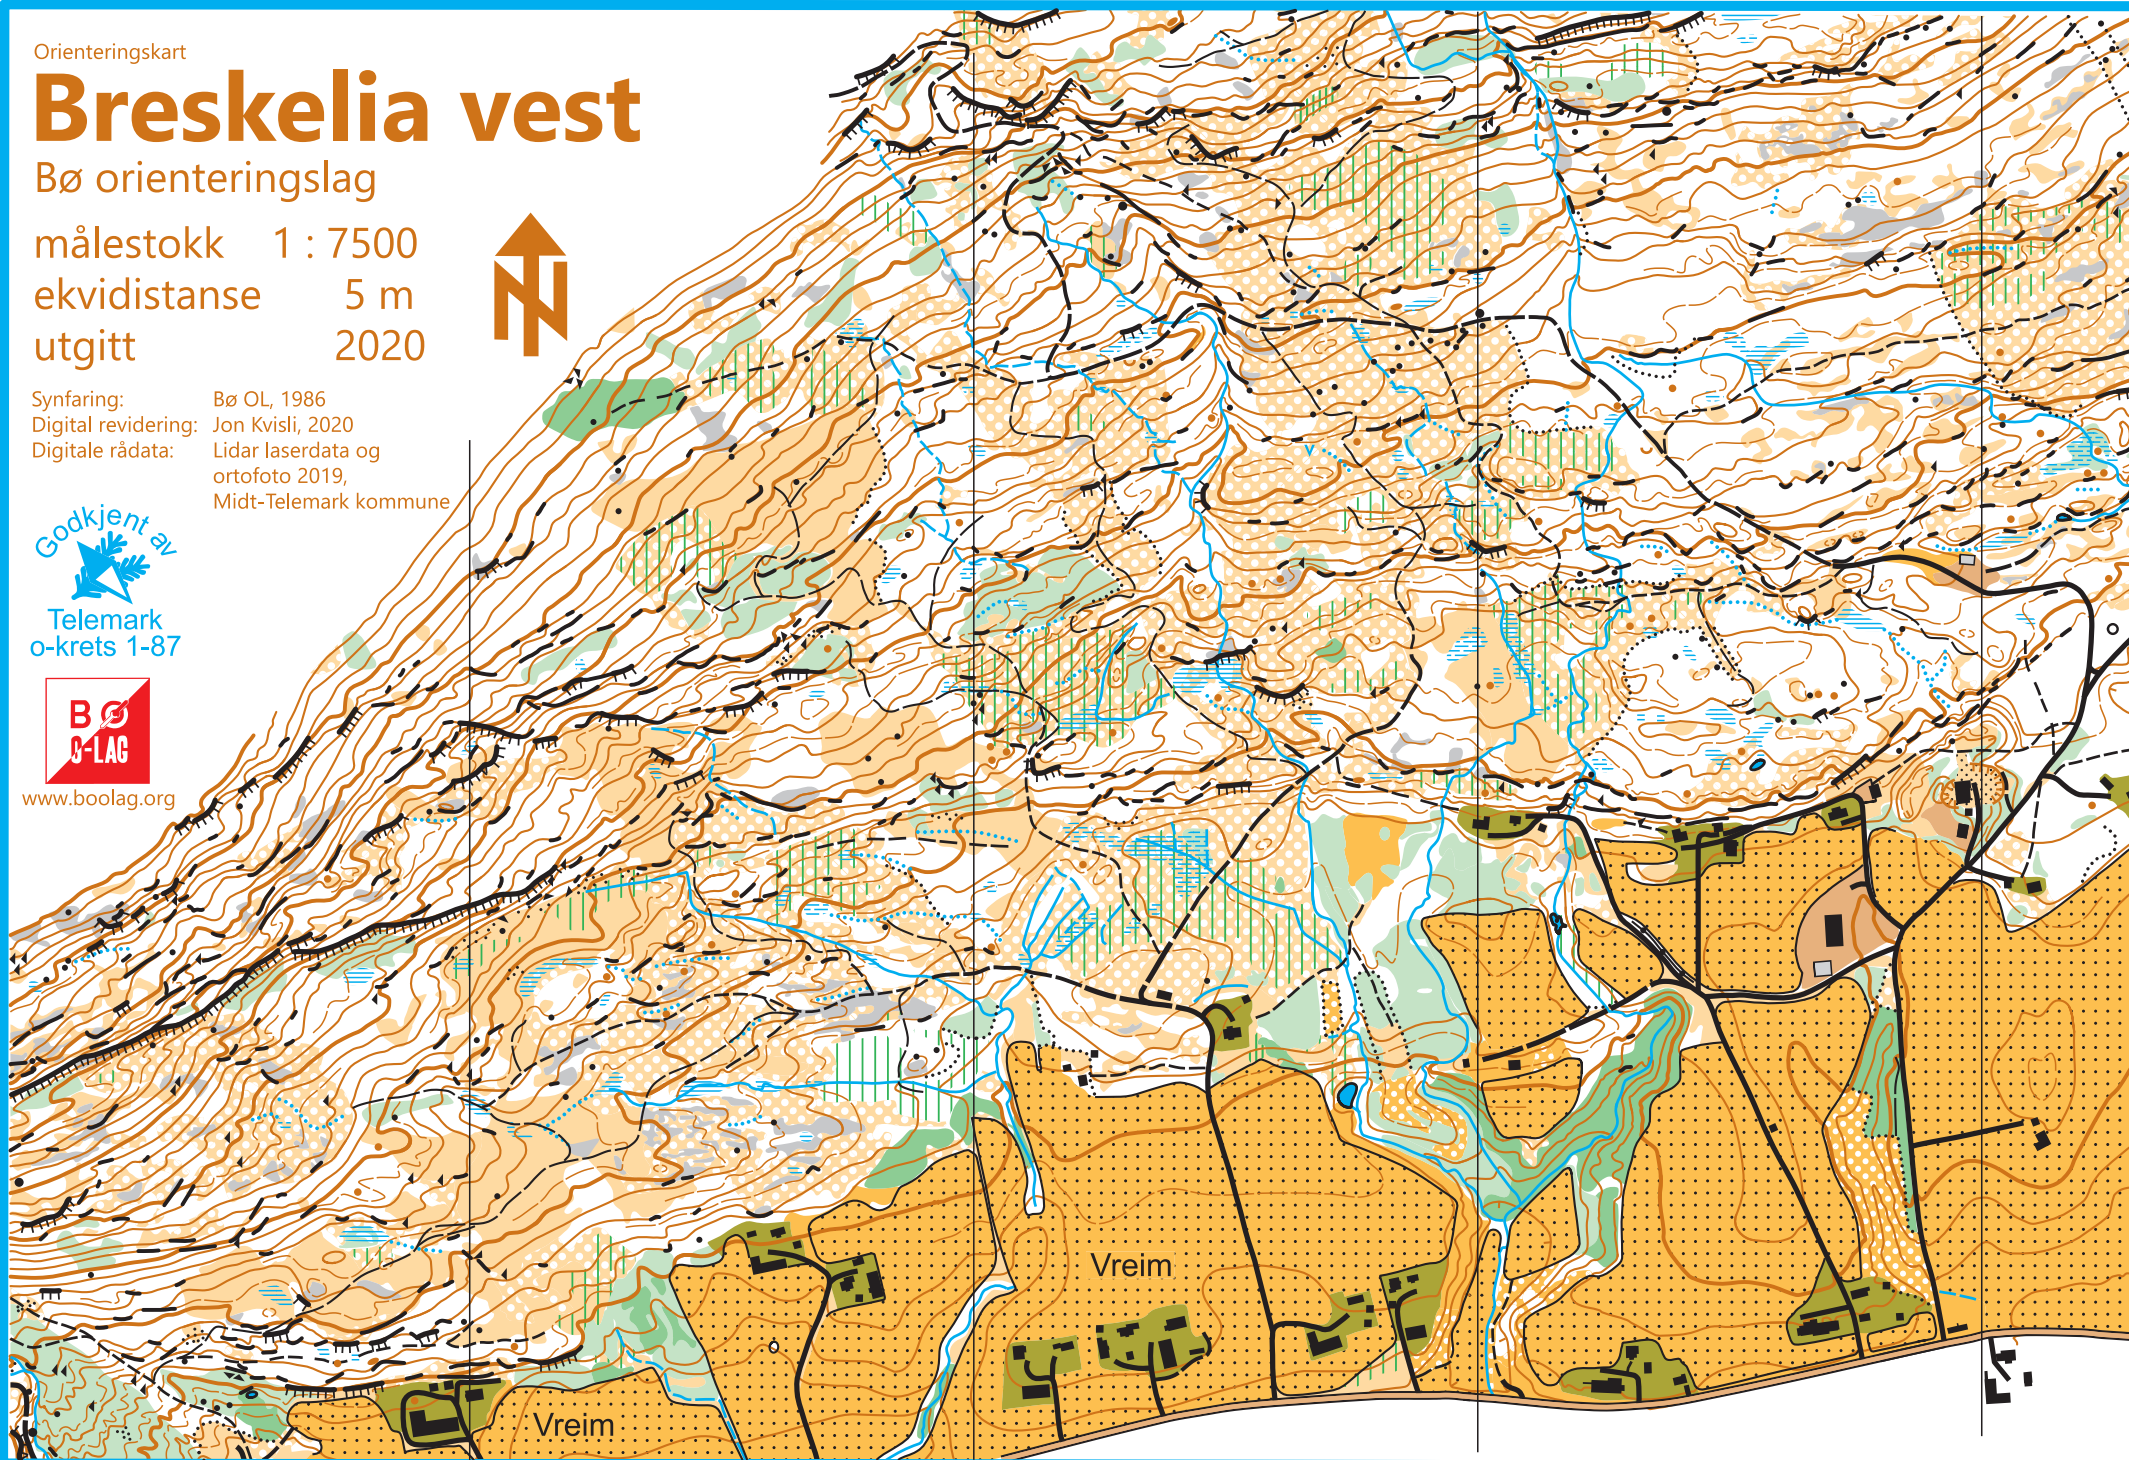 Orienteringskart
Breskelia vest
Bø orienteringslag
målestokk 1 : 7500
ekvidistanse 5 m
utgitt 2020
Synfaring: Bø OL, 1986
Digital revidering: Jon Kvisli, 2020
Digitale rådata: Lidar laserdata og
ortofoto 2019,
Midt-Telemark kommune
Godkjent av
Telemark
o-krets 1-87
BØ
O-LAG
www.boolag.org
N
Vreim
Vreim